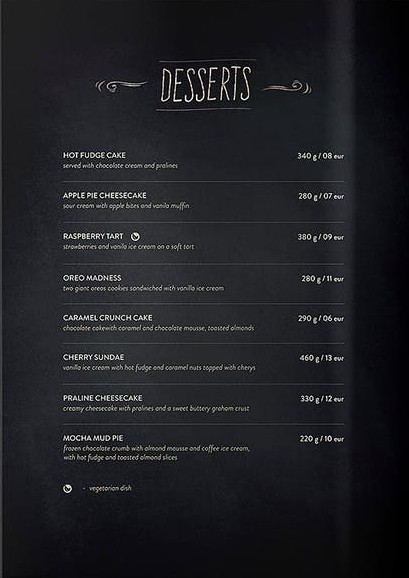 DESSERTS
HOT FUDGE CAKE 340 g / 08 eur
served with chocolate cream and pralines
APPLE PIE CHEESECAKE 280 g / 07 eur
sour cream with apple bites and vanila muffin
RASPBERRY TART 380 g / 09 eur
strawberries and vanila ice cream on a soft tart
OREO MADNESS 280 g / 11 eur
two giant oreos cookies sandwiched with vanilla ice cream
CARAMEL CRUNCH CAKE 290 g / 06 eur
chocolate cakewith caramel and chocolate mousse, toasted almonds
CHERRY SUNDAE 460 g / 13 eur
vanilla ice cream with hot fudge and caramel nuts topped with cherys
PRALINE CHEESECAKE 330 g / 12 eur
creamy cheesecake with pralines and a sweet buttery graham crust
MOCHA MUD PIE 220 g / 10 eur
frozen chocolate crumb with almond mousse and coffee ice cream,
with hot fudge and toasted almond slices
- vegetarian dish